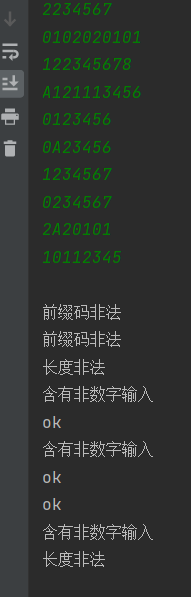 2234567
0102020101
122345678
A121113456
0123456
0A23456
1234567
0234567
2A20101
10112345
前缀码非法
前缀码非法
长度非法
含有非数字输入
ok
含有非数字输入
ok
ok
含有非数字输入
长度非法